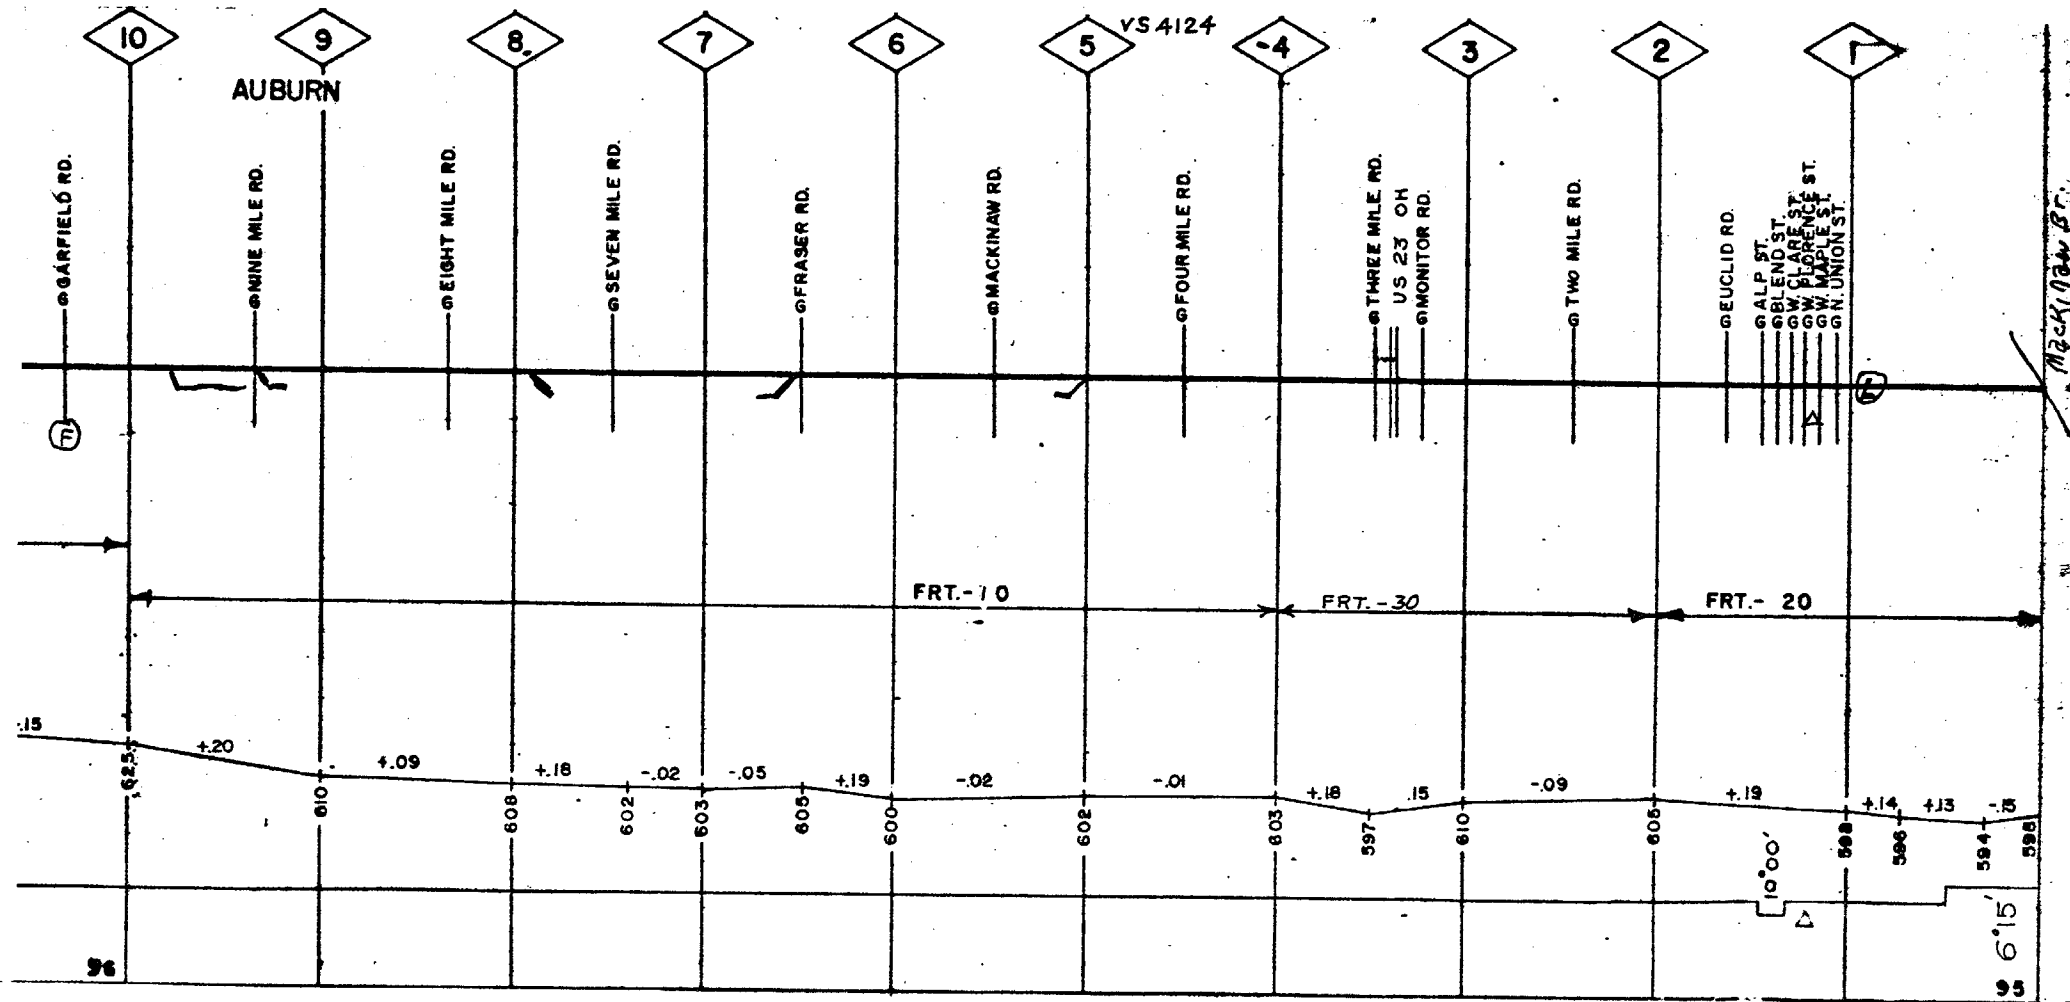 10 9 8 7 6 5 VS 4124 -4 3 2 1
AUBURN
GARFIELD RD.
NINE MILE RD.
EIGHT MILE RD.
SEVEN MILE RD.
FRASER RD.
MACKINAW RD.
FOUR MILE RD.
THREE MILE RD.
US 23 OH
MONITOR RD.
TWO MILE RD.
EUCLID RD.
ALP ST.
BLEND ST.
W. CLARE ST.
W. FLORENCE ST.
W. MAPLE ST.
N. UNION ST.
Mackinaw Br.
FRT.-10 FRT.-30 FRT.- 20
.15 +.20 +.09 +.18 -.02 -.05 +.19 -.02 -.01 +.18 .15 -.09 +.19 +.14 +.13 -.15
625 610 608 602 603 605 600 602 603 597 610 598 596 594
10°00'
6°15'
96 95